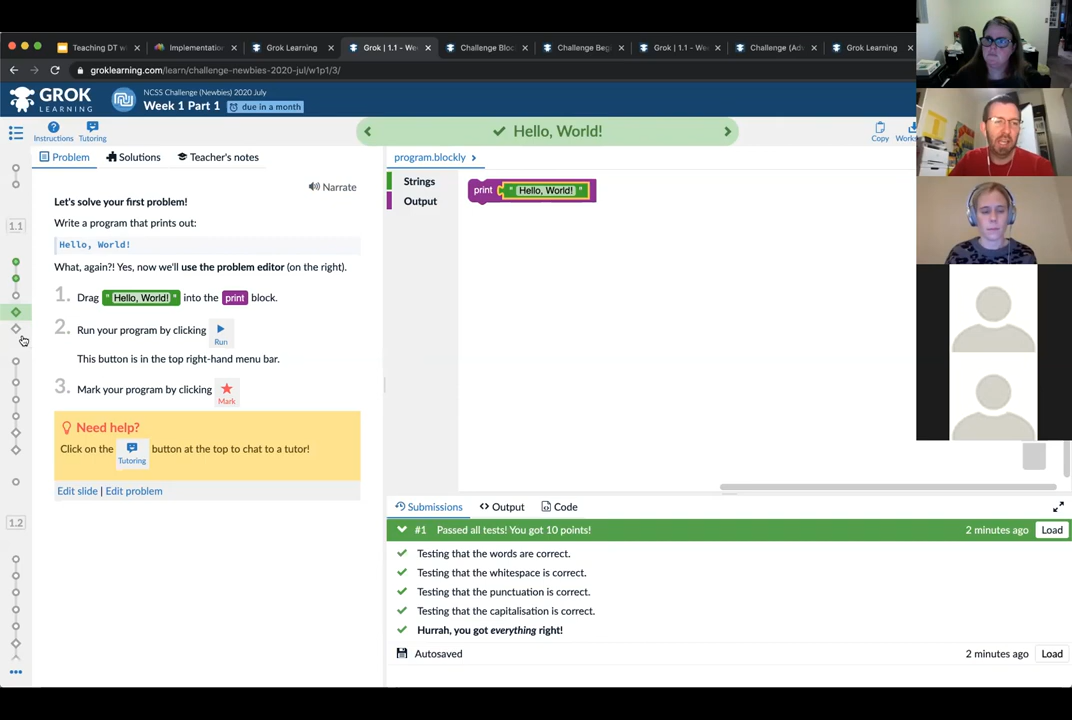 Teaching DT w
Implementation
Grok Learning
Grok | 1.1 - We
Challenge Bloc
Challenge Beg
Grok | 1.1 - We
Challenge (Adv
Grok Learning
groklearning.com/learn/challenge-newbies-2020-jul/w1p1/3/
GROK
LEARNING
NCSS Challenge (Newbies) 2020 July
Week 1 Part 1
due in a month
Instructions
Tutoring
Hello, World!
Copy
Works
Problem
Solutions
Teacher's notes
program.blockly
Narrate
Strings
Output
print " Hello, World! "
1.1
Let's solve your first problem!
Write a program that prints out:
Hello, World!
What, again?! Yes, now we'll use the problem editor (on the right).
1. Drag " Hello, World! " into the print block.
2. Run your program by clicking Run
This button is in the top right-hand menu bar.
3. Mark your program by clicking Mark
Need help?
Click on the Tutoring button at the top to chat to a tutor!
Edit slide | Edit problem
1.2
Submissions
Output
Code
#1 Passed all tests! You got 10 points!
2 minutes ago
Load
Testing that the words are correct.
Testing that the whitespace is correct.
Testing that the punctuation is correct.
Testing that the capitalisation is correct.
Hurrah, you got everything right!
Autosaved
2 minutes ago
Load